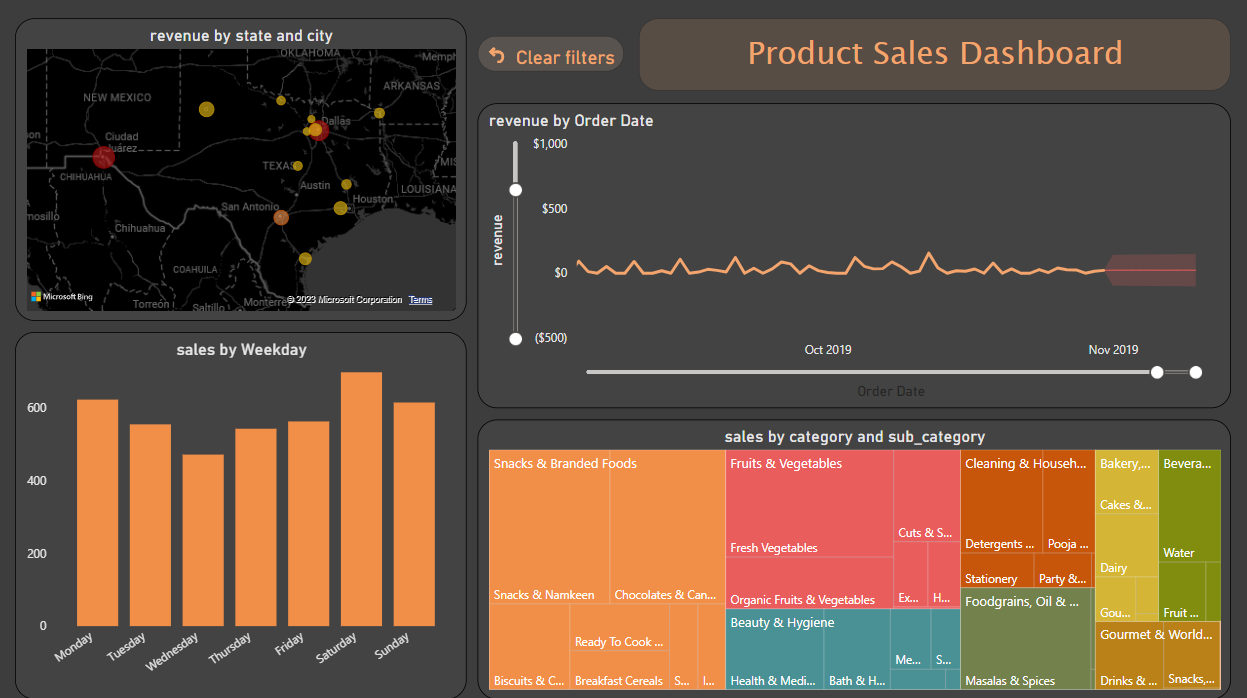 revenue by state and city
OKLAHOMA
Memph
NEW MEXICO
ARKANSAS
Dallas
Ciudad
Juárez
TEXAS
MIS
CHIHUAHUA
Austin
LOUISIANA
San Antonio
Houston
mosillo
Chihuahua
COAHUILA
Microsoft Bing
Torreón
Saltillo
Monterre
© 2023 Microsoft Corporation Terms
Clear filters
Product Sales Dashboard
revenue by Order Date
$1,000
$500
$0
($500)
revenue
Oct 2019
Nov 2019
Order Date
sales by Weekday
600
400
200
0
Monday
Tuesday
Wednesday
Thursday
Friday
Saturday
Sunday
sales by category and sub_category
Snacks & Branded Foods
Snacks & Namkeen
Chocolates & Can...
Ready To Cook ...
Biscuits & C...
Breakfast Cereals
S...
I...
Fruits & Vegetables
Fresh Vegetables
Cuts & S...
Organic Fruits & Vegetables
Ex...
H...
Beauty & Hygiene
Me...
S...
Health & Medi...
Bath & H...
Cleaning & Househ...
Detergents ...
Pooja ...
Stationery
Party &...
Foodgrains, Oil & ...
Masalas & Spices
Bakery,...
Cakes &...
Dairy
Gou...
Bevera...
Water
Fruit ...
Gourmet & World...
Drinks & ...
Snacks,...